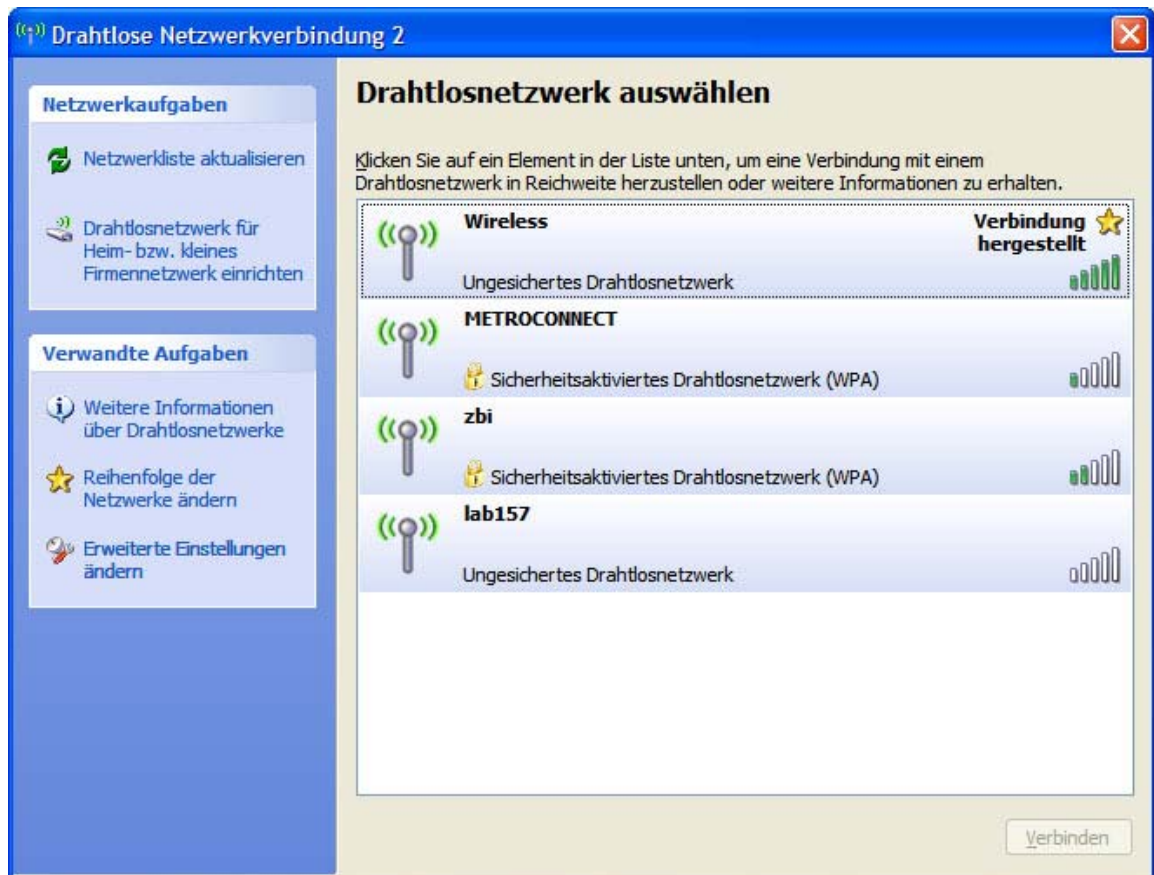 Drahtlose Netzwerkverbindung 2
Netzwerkaufgaben
Netzwerkliste aktualisieren
Drahtlosnetzwerk für
Heim- bzw. kleines
Firmennetzwerk einrichten
Verwandte Aufgaben
Weitere Informationen
über Drahtlosnetzwerke
Reihenfolge der
Netzwerke ändern
Erweiterte Einstellungen
ändern
Drahtlosnetzwerk auswählen
Klicken Sie auf ein Element in der Liste unten, um eine Verbindung mit einem
Drahtlosnetzwerk in Reichweite herzustellen oder weitere Informationen zu erhalten.
Wireless
Verbindung
hergestellt
Ungesichertes Drahtlosnetzwerk
METROCONNECT
Sicherheitsaktiviertes Drahtlosnetzwerk (WPA)
zbi
Sicherheitsaktiviertes Drahtlosnetzwerk (WPA)
lab157
Ungesichertes Drahtlosnetzwerk
Verbinden